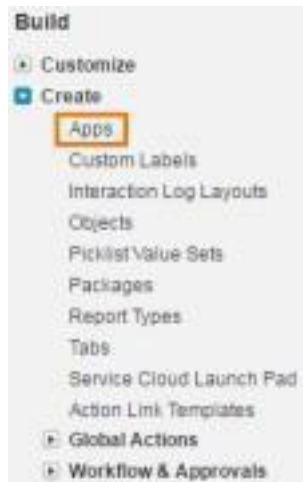 Build
Customize
Create
Apps
Custom Labels
Interaction Log Layouts
Objects
Picklist Value Sets
Packages
Report Types
Tabs
Service Cloud Launch Pad
Action Link Templates
Global Actions
Workflow & Approvals